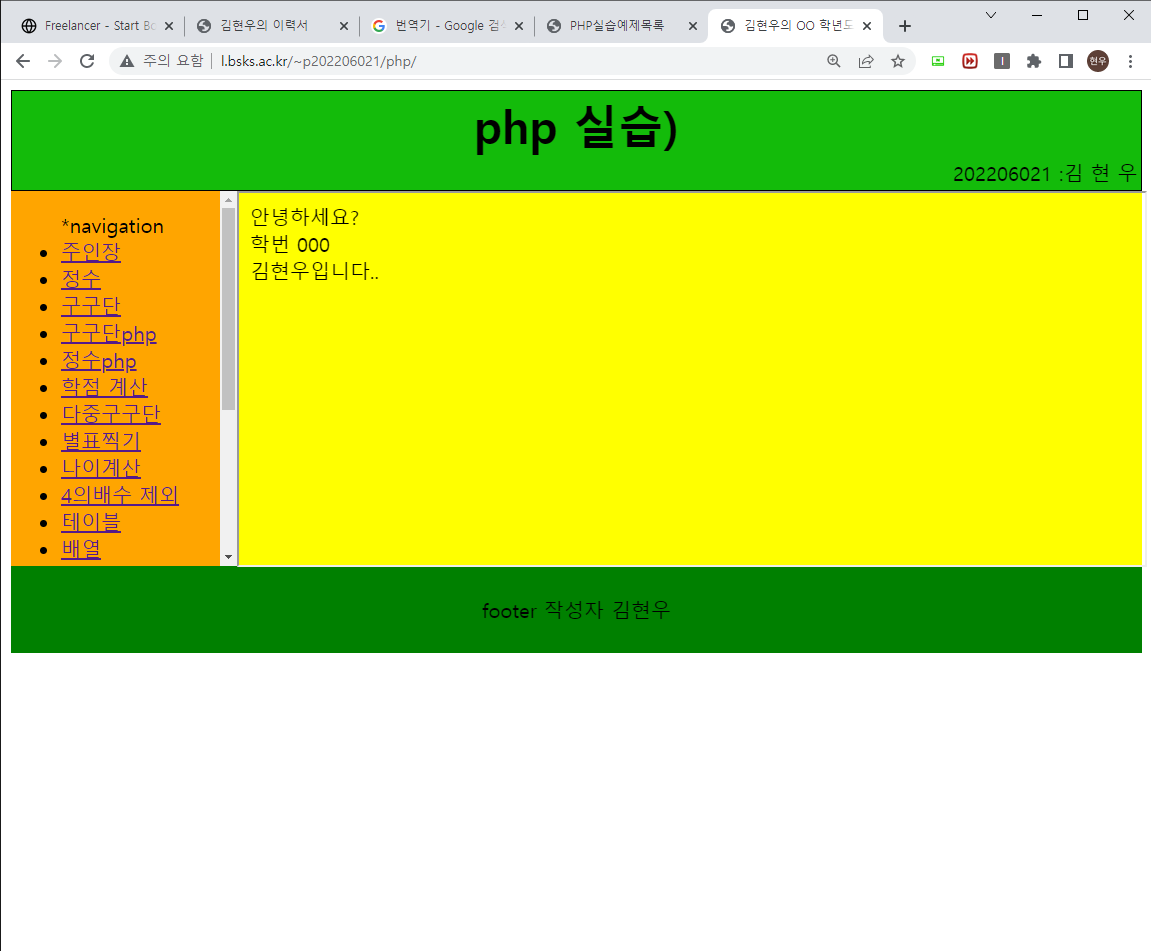 Freelancer - Start Bo
김현우의 이력서
번역기 - Google 검색
PHP실습예제목록
김현우의 OO 학년도
주의 요함
l.bsks.ac.kr/~p202206021/php/
현우
php 실습)
202206021 :김 현 우
*navigation
주인장
정수
구구단
구구단php
정수php
학점 계산
다중구구단
별표찍기
나이계산
4의배수 제외
테이블
배열
안녕하세요?
학번 000
김현우입니다..
footer 작성자 김현우